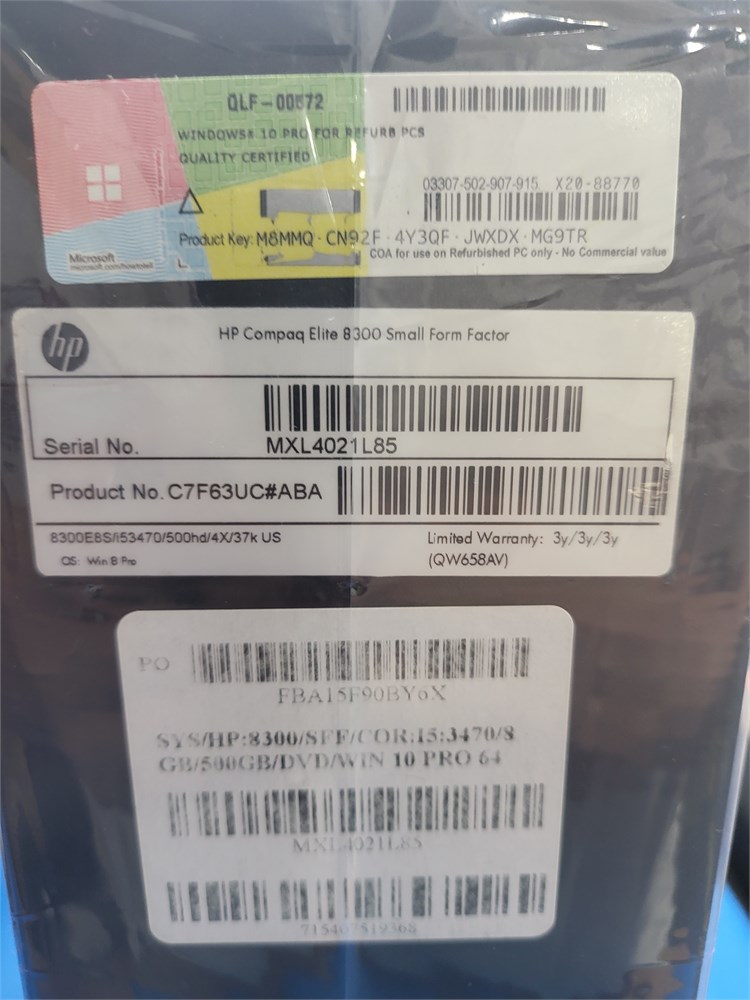 QLF-00572
WINDOWS® 10 PRO FOR REFURB PCS
QUALITY CERTIFIED
03307-502-907-915 X20-88770
Product Key: M8MMQ-CN92F-4Y3QF-JWXDX-MG9TR
Microsoft
microsoft.com/howtotell
COA for use on Refurbished PC only - No Commercial value
hp
HP Compaq Elite 8300 Small Form Factor
Serial No. MXL4021L85
Product No. C7F63UC#ABA
8300E8S/i53470/500hd/4X/37k US
Limited Warranty: 3y/3y/3y
OS: Win 8 Pro
(QW658AV)
PO
FBA15F90BY6X
SYS/HP:8300/SFF/COR:I5:3470/8
GB/500GB/DVD/WIN 10 PRO 64
MXL4021L85